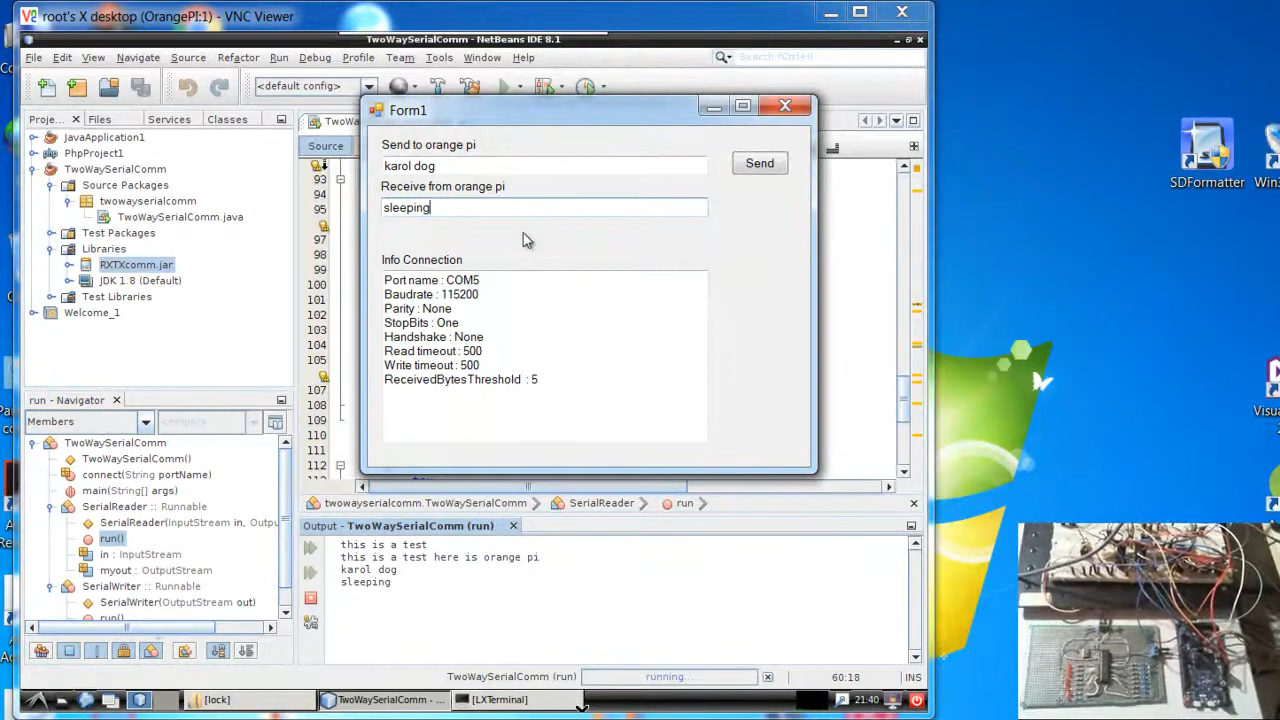 root's X desktop (OrangePI:1) - VNC Viewer
TwoWaySerialComm - NetBeans IDE 8.1
File Edit View Navigate Source Refactor Run Debug Profile Team Tools Window Help
<default config>
Proje... Files Services Classes
JavaApplication1
PhpProject1
TwoWaySerialComm
Source Packages
twowayserialcomm
TwoWaySerialComm.java
Test Packages
Libraries
RXTXcomm.jar
JDK 1.8 (Default)
Test Libraries
Welcome_1
Source
93
94
95
97
98
99
100
101
102
103
104
105
107
108
109
110
111
112
Form1
Send to orange pi
karol dog
Send
Receive from orange pi
sleeping
Info Connection
Port name : COM5
Baudrate : 115200
Parity : None
StopBits : One
Handshake : None
Read timeout : 500
Write timeout : 500
ReceivedBytesThreshold : 5
run - Navigator
Members
<empty>
TwoWaySerialComm
TwoWaySerialComm()
connect(String portName)
main(String[] args)
SerialReader :: Runnable
SerialReader(InputStream in, Outpu
run()
in : InputStream
myout : OutputStream
SerialWriter :: Runnable
SerialWriter(OutputStream out)
run()
twowayserialcomm.TwoWaySerialComm
SerialReader
run
Output - TwoWaySerialComm (run)
this is a test
this is a test here is orange pi
karol dog
sleeping
TwoWaySerialComm (run)
running...
60:18
INS
[lock]
TwoWaySerialComm - ...
[LXTerminal]
21:40
SDFormatter
Win3
Visua